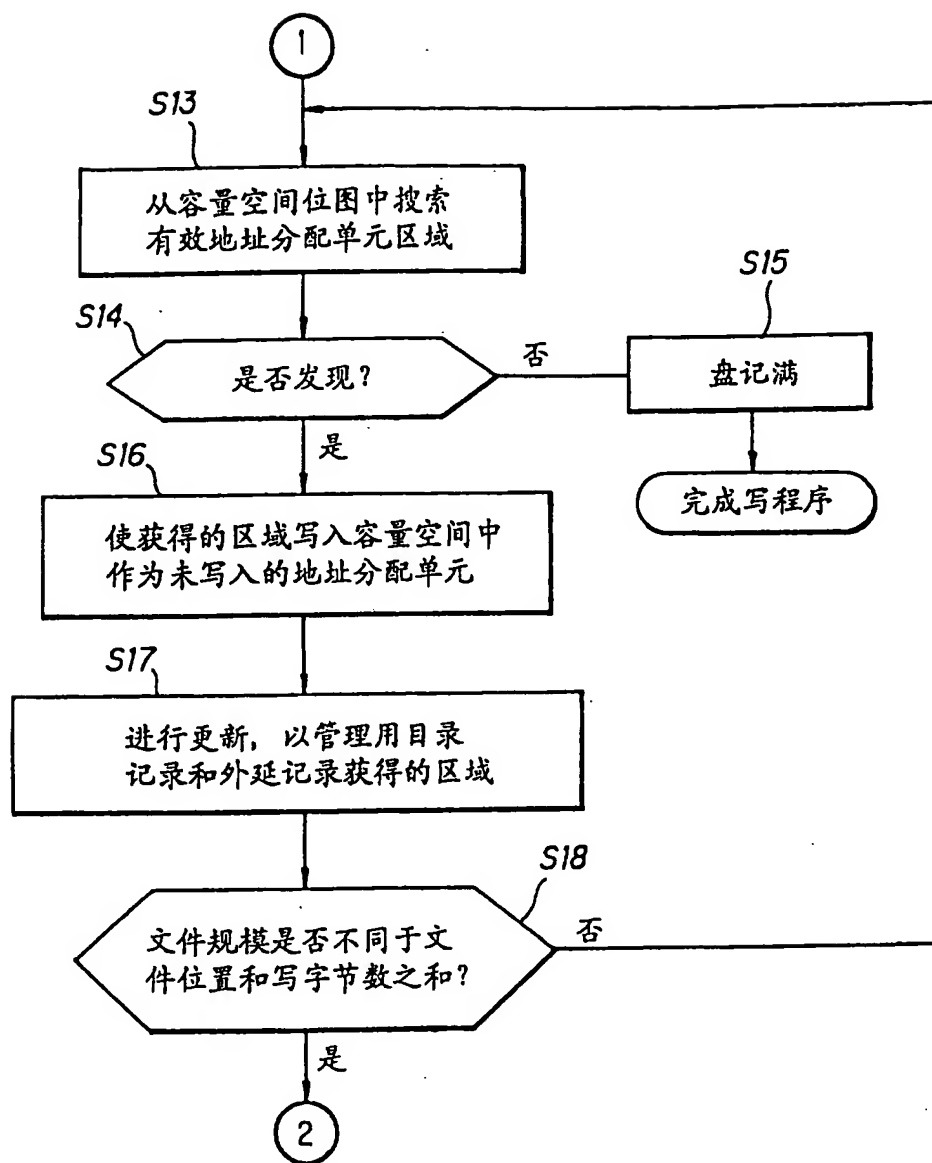 1
S13
从容量空间位图中搜索
有效地址分配单元区域
S14
是否发现?
否
S15
盘记满
完成写程序
是
S16
使获得的区域写入容量空间中
作为未写入的地址分配单元
S17
进行更新, 以管理用目录
记录和外延记录获得的区域
S18
文件规模是否不同于文
件位置和写字节数之和?
否
是
2